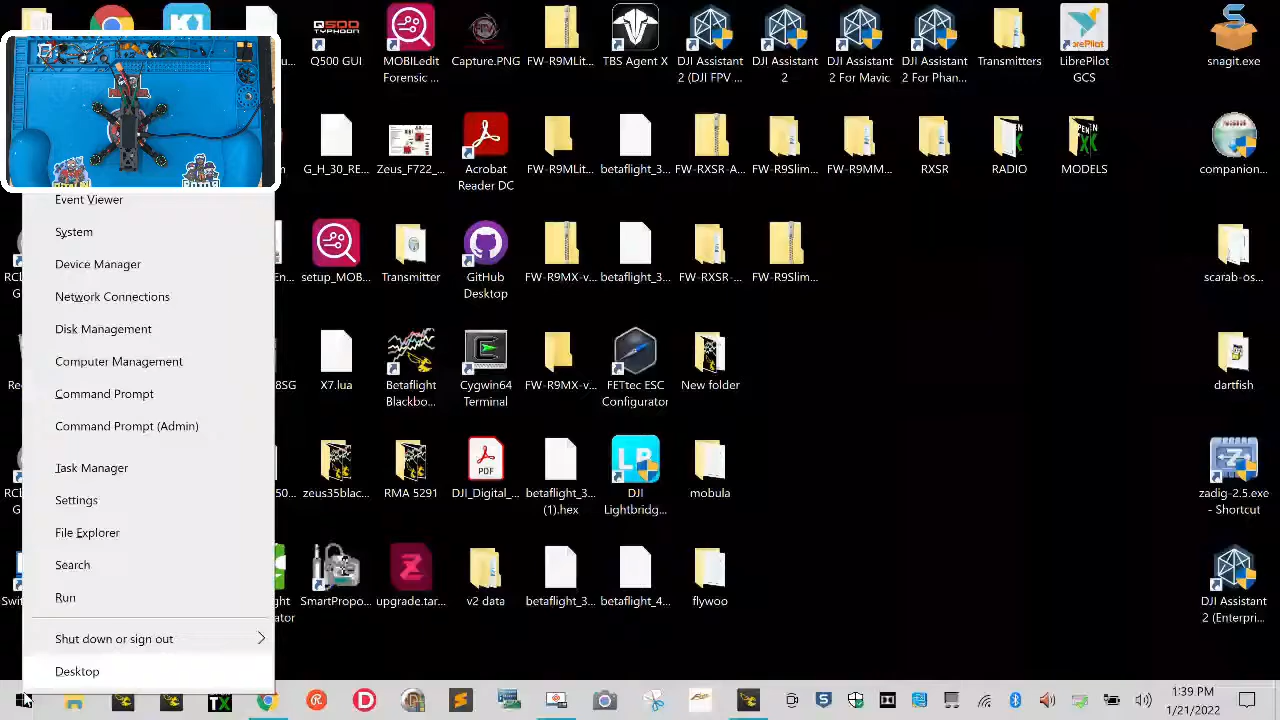 Q500
TYPHOON
Q500 GUI
MOBILedit
Forensic ...
Capture.PNG
FW-R9MLit...
TBS Agent X
DJI Assistant
2 (DJI FPV ...
DJI Assistant
2
DJI Assistant
2 For Mavic
DJI Assistant
2 For Phan...
Transmitters
LibrePilot
GCS
snagit.exe
G_H_30_RE...
Zeus_F722_...
Acrobat
Reader DC
FW-R9MLit...
betaflight_3...
FW-RXSR-A...
FW-R9Slim...
FW-R9MM...
RXSR
RADIO
MODELS
companion...
Event Viewer
System
Device Manager
Network Connections
Disk Management
Computer Management
Command Prompt
Command Prompt (Admin)
Task Manager
Settings
File Explorer
Search
Run
Shut down or sign out
Desktop
setup_MOB...
Transmitter
GitHub
Desktop
FW-R9MX-v...
betaflight_3...
FW-RXSR-...
FW-R9Slim...
scarab-os...
8SG
X7.lua
Betaflight
Blackbo...
Cygwin64
Terminal
FW-R9MX-v...
FETtec ESC
Configurator
New folder
dartfish
zeus35blac...
RMA 5291
PDF
DJI_Digital_...
betaflight_3...
(1).hex
DJI
Lightbridg...
mobula
zadig-2.5.exe
- Shortcut
SmartPropo...
upgrade.tar...
v2 data
betaflight_3...
betaflight_4...
flywoo
DJI Assistant
2 (Enterpri...
TX
1:39 PM
1/21/2022